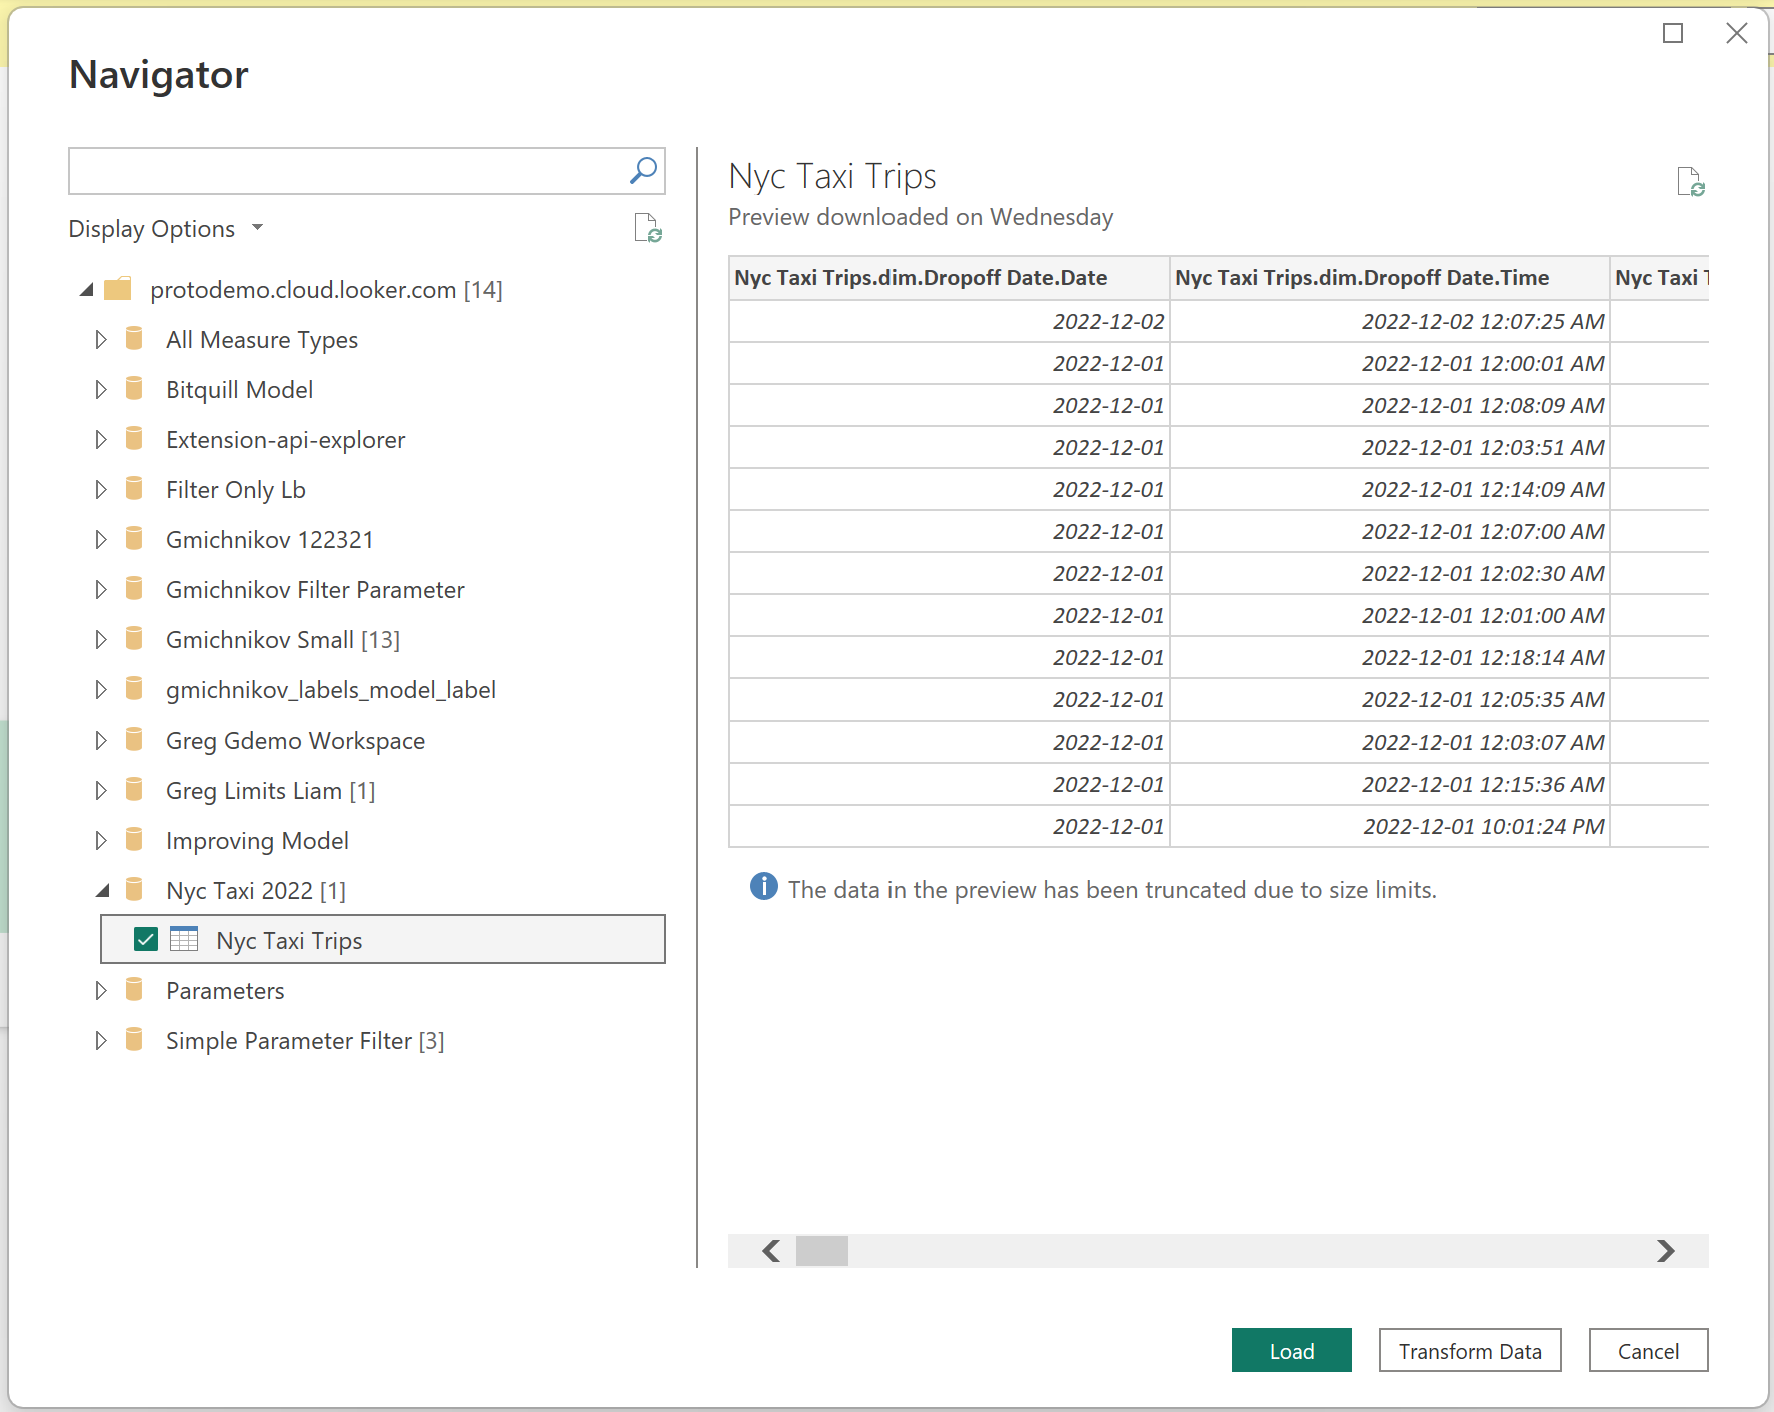 Navigator
Display Options
protodemo.cloud.looker.com [14]
All Measure Types
Bitquill Model
Extension-api-explorer
Filter Only Lb
Gmichnikov 122321
Gmichnikov Filter Parameter
Gmichnikov Small [13]
gmichnikov_labels_model_label
Greg Gdemo Workspace
Greg Limits Liam [1]
Improving Model
Nyc Taxi 2022 [1]
Nyc Taxi Trips
Parameters
Simple Parameter Filter [3]
Nyc Taxi Trips
Preview downloaded on Wednesday
Nyc Taxi Trips.dim.Dropoff Date.Date Nyc Taxi Trips.dim.Dropoff Date.Time Nyc Taxi T
2022-12-02 2022-12-02 12:07:25 AM
2022-12-01 2022-12-01 12:00:01 AM
2022-12-01 2022-12-01 12:08:09 AM
2022-12-01 2022-12-01 12:03:51 AM
2022-12-01 2022-12-01 12:14:09 AM
2022-12-01 2022-12-01 12:07:00 AM
2022-12-01 2022-12-01 12:02:30 AM
2022-12-01 2022-12-01 12:01:00 AM
2022-12-01 2022-12-01 12:18:14 AM
2022-12-01 2022-12-01 12:05:35 AM
2022-12-01 2022-12-01 12:03:07 AM
2022-12-01 2022-12-01 12:15:36 AM
2022-12-01 2022-12-01 10:01:24 PM
The data in the preview has been truncated due to size limits.
Load Transform Data Cancel